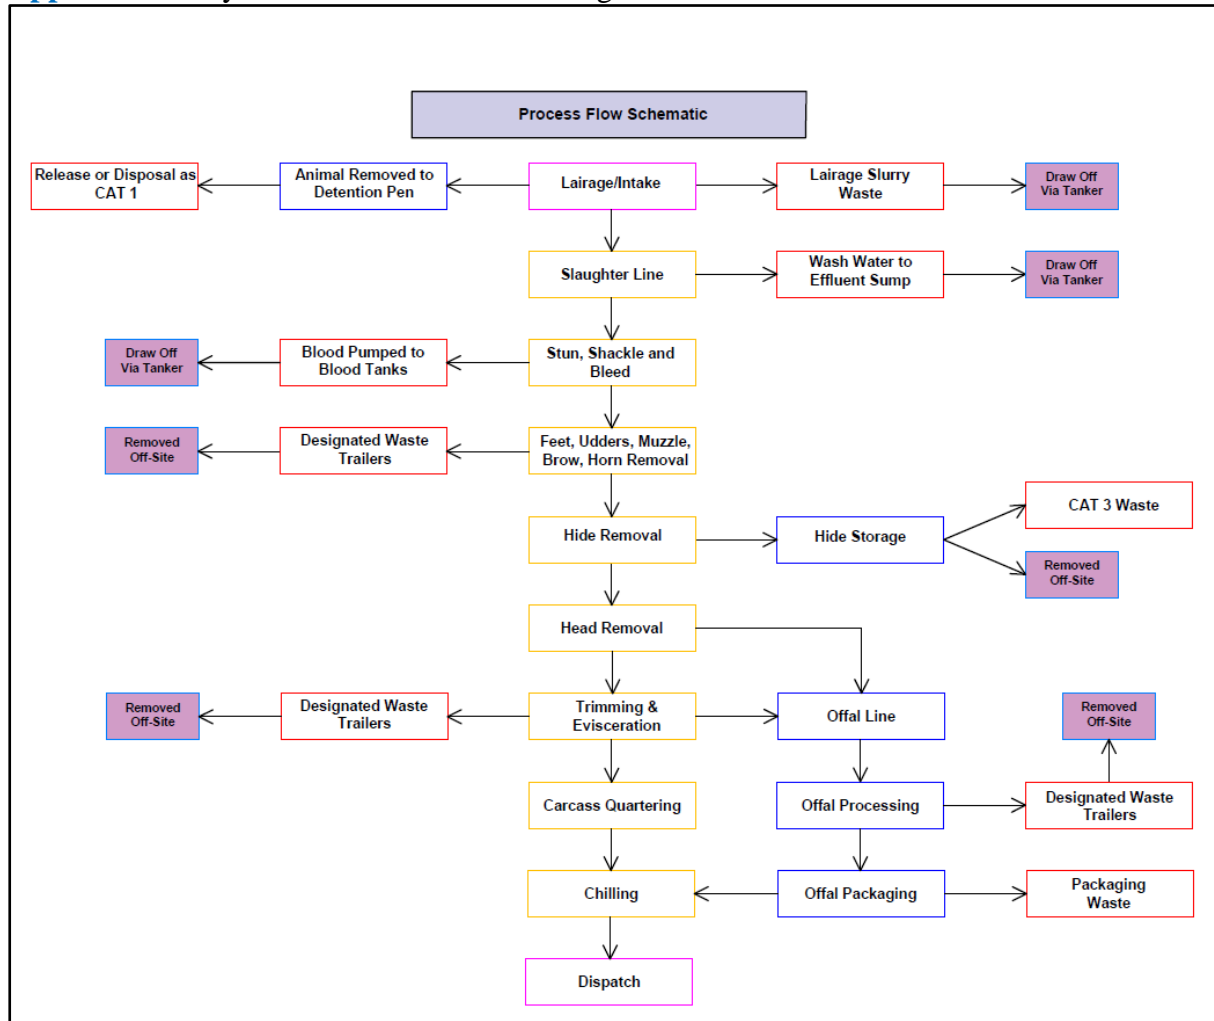 Process Flow Schematic
Release or Disposal as
CAT 1
Animal Removed to
Detention Pen
Lairage/Intake
Lairage Slurry
Waste
Draw Off
Via Tanker
Slaughter Line
Wash Water to
Effluent Sump
Draw Off
Via Tanker
Draw Off
Via Tanker
Blood Pumped to
Blood Tanks
Stun, Shackle and
Bleed
Removed
Off-Site
Designated Waste
Trailers
Feet, Udders, Muzzle,
Brow, Horn Removal
Hide Removal
Hide Storage
CAT 3 Waste
Removed
Off-Site
Head Removal
Removed
Off-Site
Designated Waste
Trailers
Trimming &
Evisceration
Offal Line
Removed
Off-Site
Carcass Quartering
Offal Processing
Designated Waste
Trailers
Chilling
Offal Packaging
Packaging
Waste
Dispatch